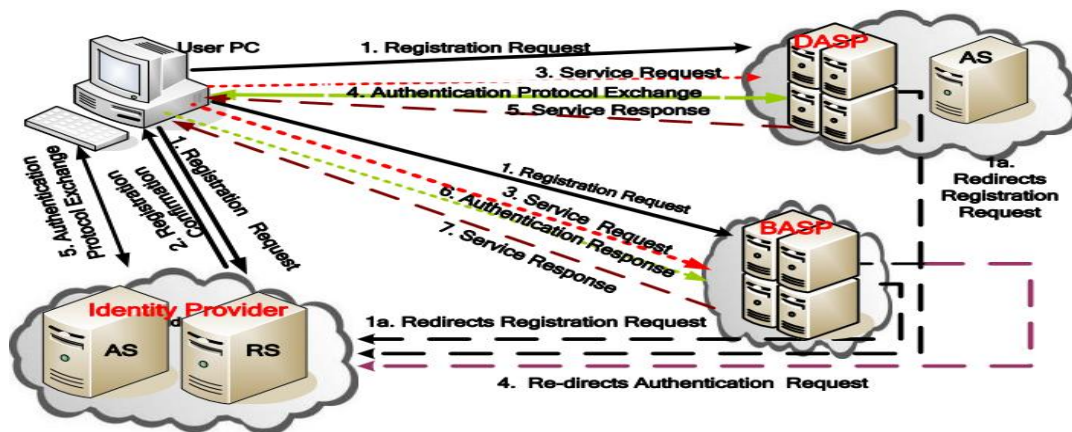 User PC
1. Registration Request
3. Service Request
4. Authentication Protocol Exchange
5. Service Response
DASP
AS
1a.
Redirects
Registration
Request
1. Registration Request
3. Service Request
6. Authentication Response
7. Service Response
BASP
1. Registration Request
2. Registration
Confirmation
5. Authentication
Protocol Exchange
Identity Provider
AS
RS
1a. Redirects Registration Request
4. Re-directs Authentication Request